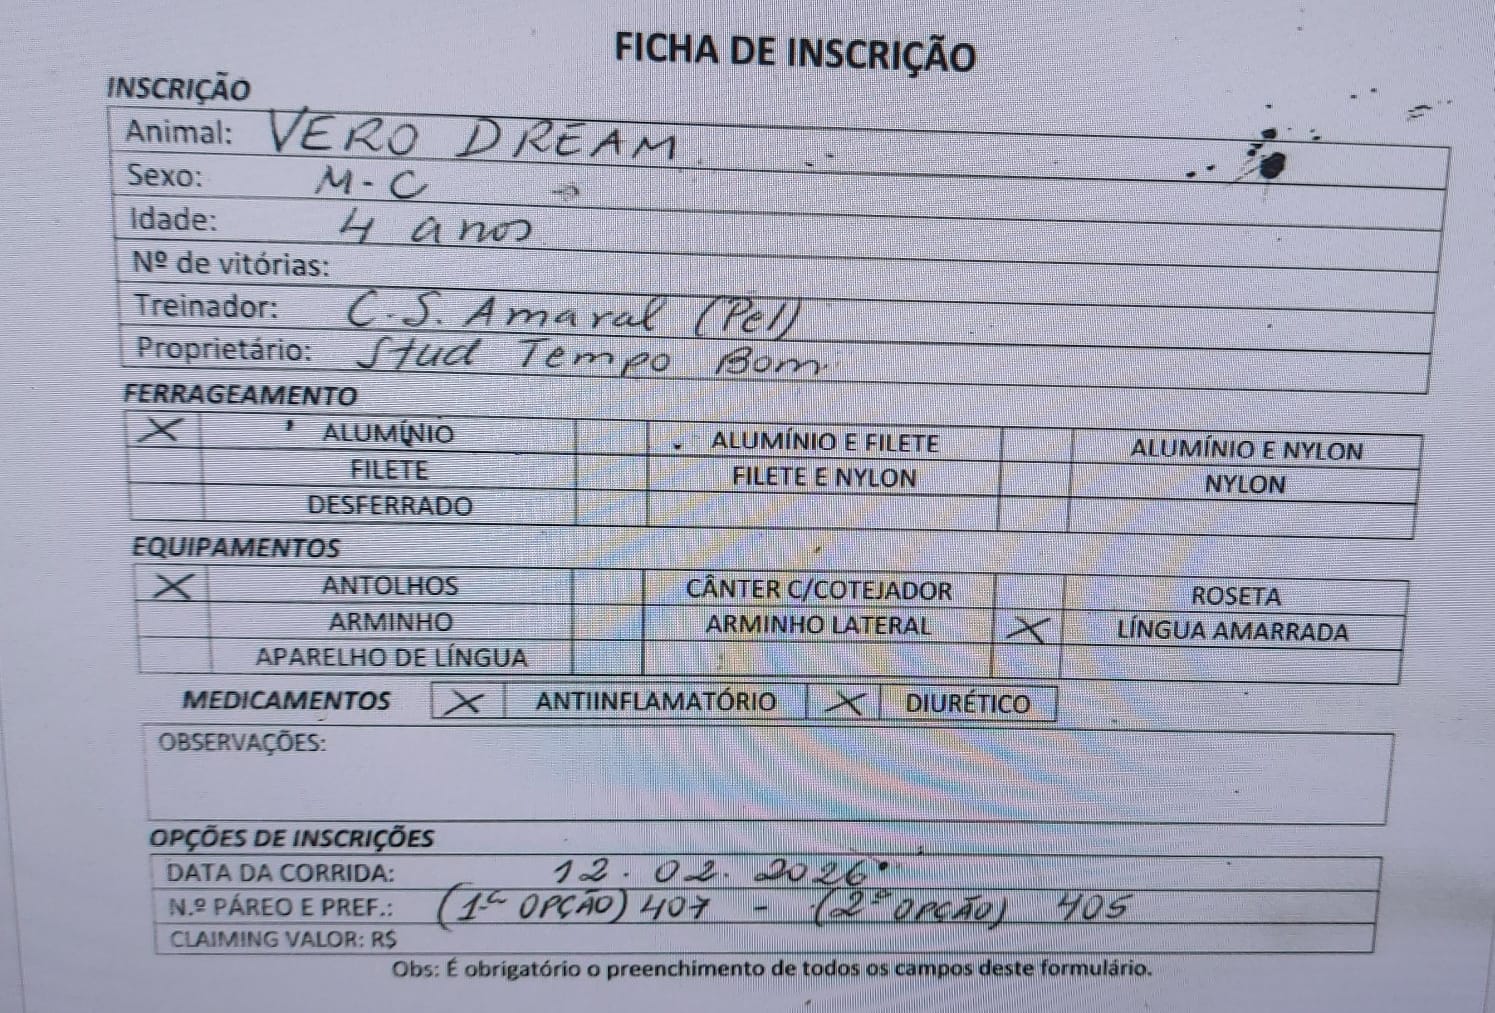 FICHA DE INSCRIÇÃO
INSCRIÇÃO
Animal: VERO DREAM
Sexo: M-C
Idade: 4 anos
Nº de vitórias:
Treinador: C.S. Amaral (Pel)
Proprietário: Stud Tempo Bom
FERRAGEAMENTO
X ALUMÍNIO ALUMÍNIO E FILETE ALUMÍNIO E NYLON
FILETE FILETE E NYLON NYLON
DESFERRADO
EQUIPAMENTOS
X ANTOLHOS CÂNTER C/COTEJADOR ROSETA
ARMINHO ARMINHO LATERAL X LÍNGUA AMARRADA
APARELHO DE LÍNGUA
MEDICAMENTOS X ANTIINFLAMATÓRIO X DIURÉTICO
OBSERVAÇÕES:
OPÇÕES DE INSCRIÇÕES
DATA DA CORRIDA: 12.02.2026
N.º PÁREO E PREF.: (1ª OPÇÃO) 407 - (2ª OPÇÃO) 405
CLAIMING VALOR: R$
Obs: É obrigatório o preenchimento de todos os campos deste formulário.